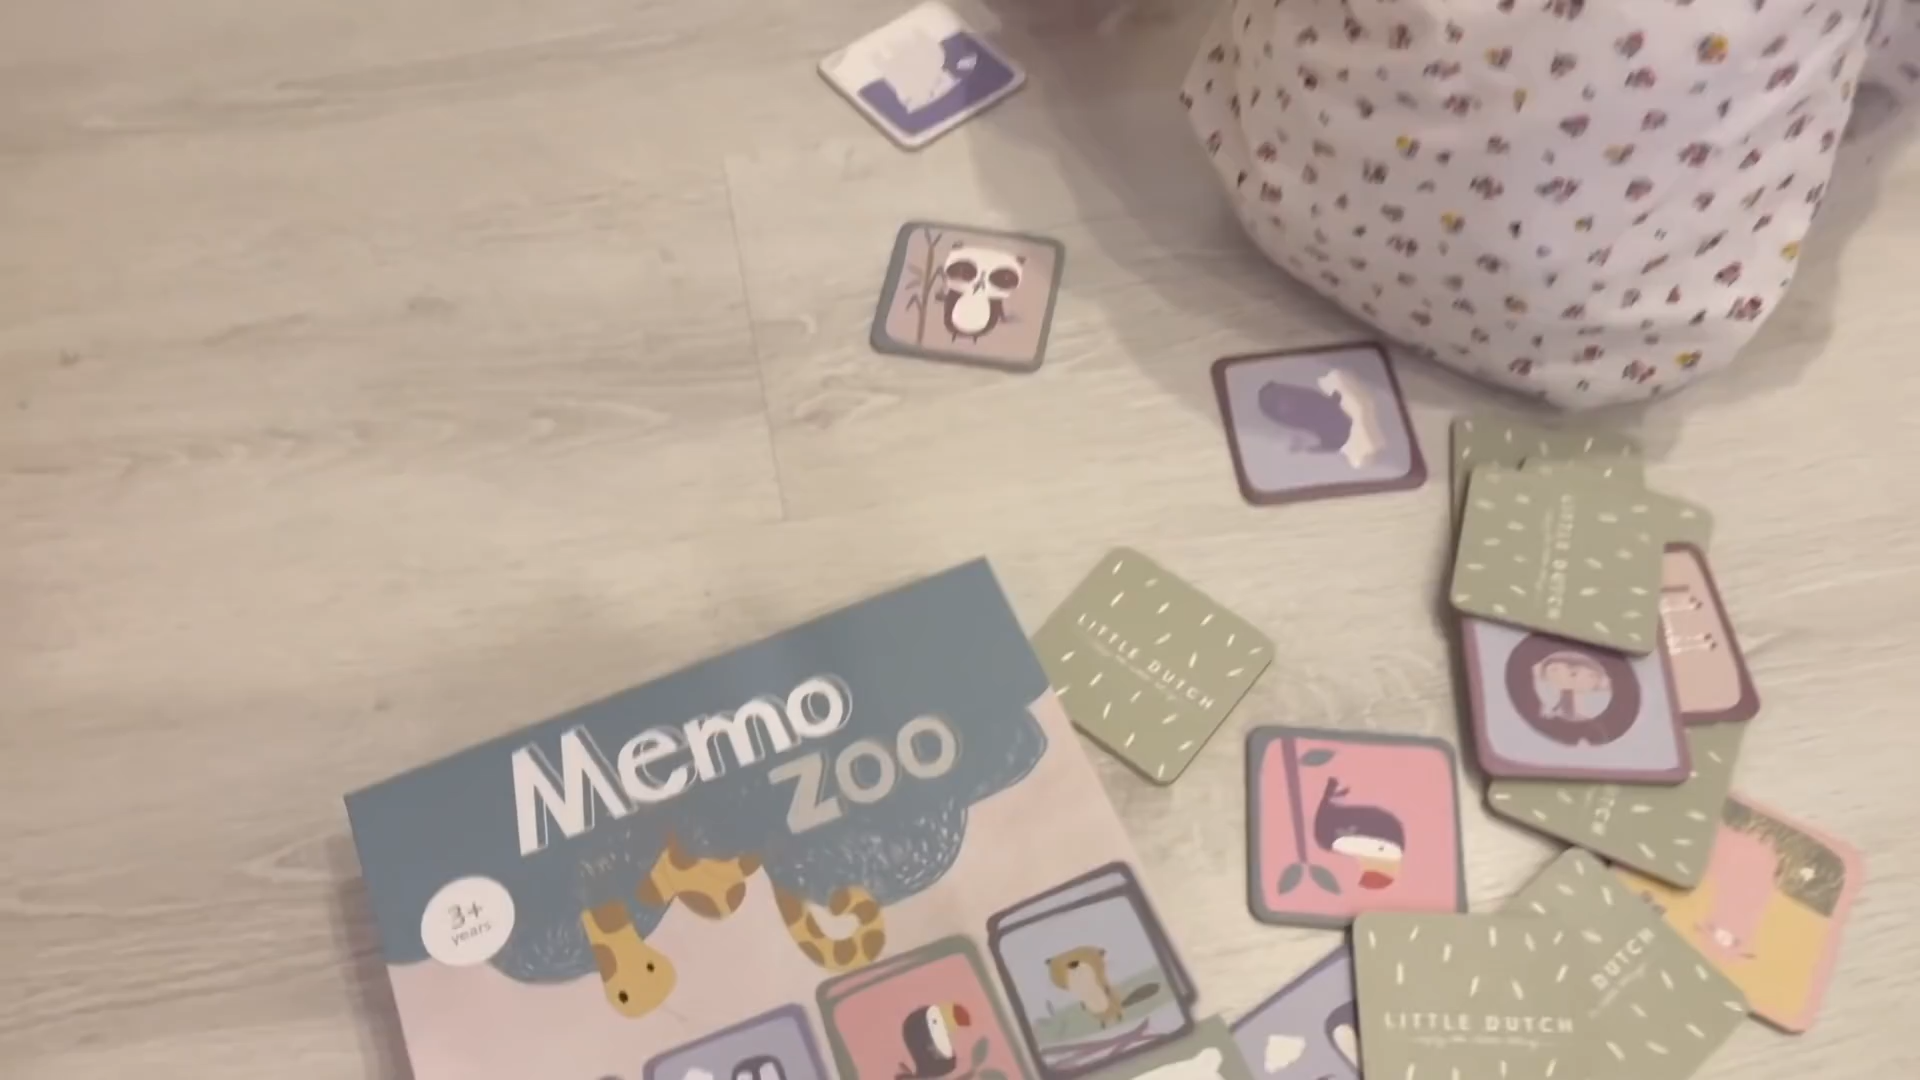 Memo
zoo
3+
years
LITTLE DUTCH
LITTLE DUTCH
DUTCH
LITTLE DUTCH